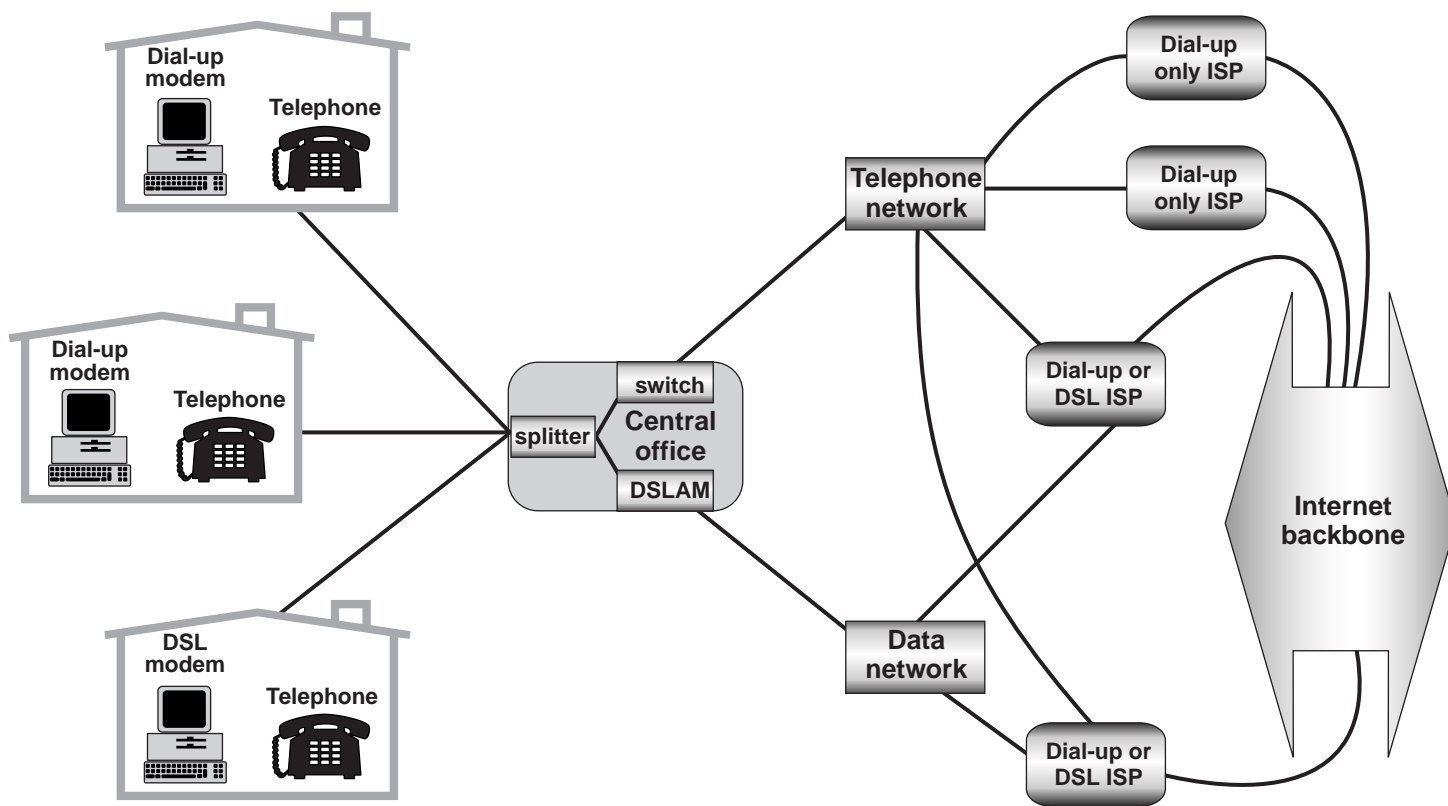 Dial-up
modem
Telephone
Dial-up
modem
Telephone
DSL
modem
Telephone
splitter
switch
Central
office
DSLAM
Telephone
network
Data
network
Dial-up
only ISP
Dial-up
only ISP
Dial-up or
DSL ISP
Dial-up or
DSL ISP
Internet
backbone